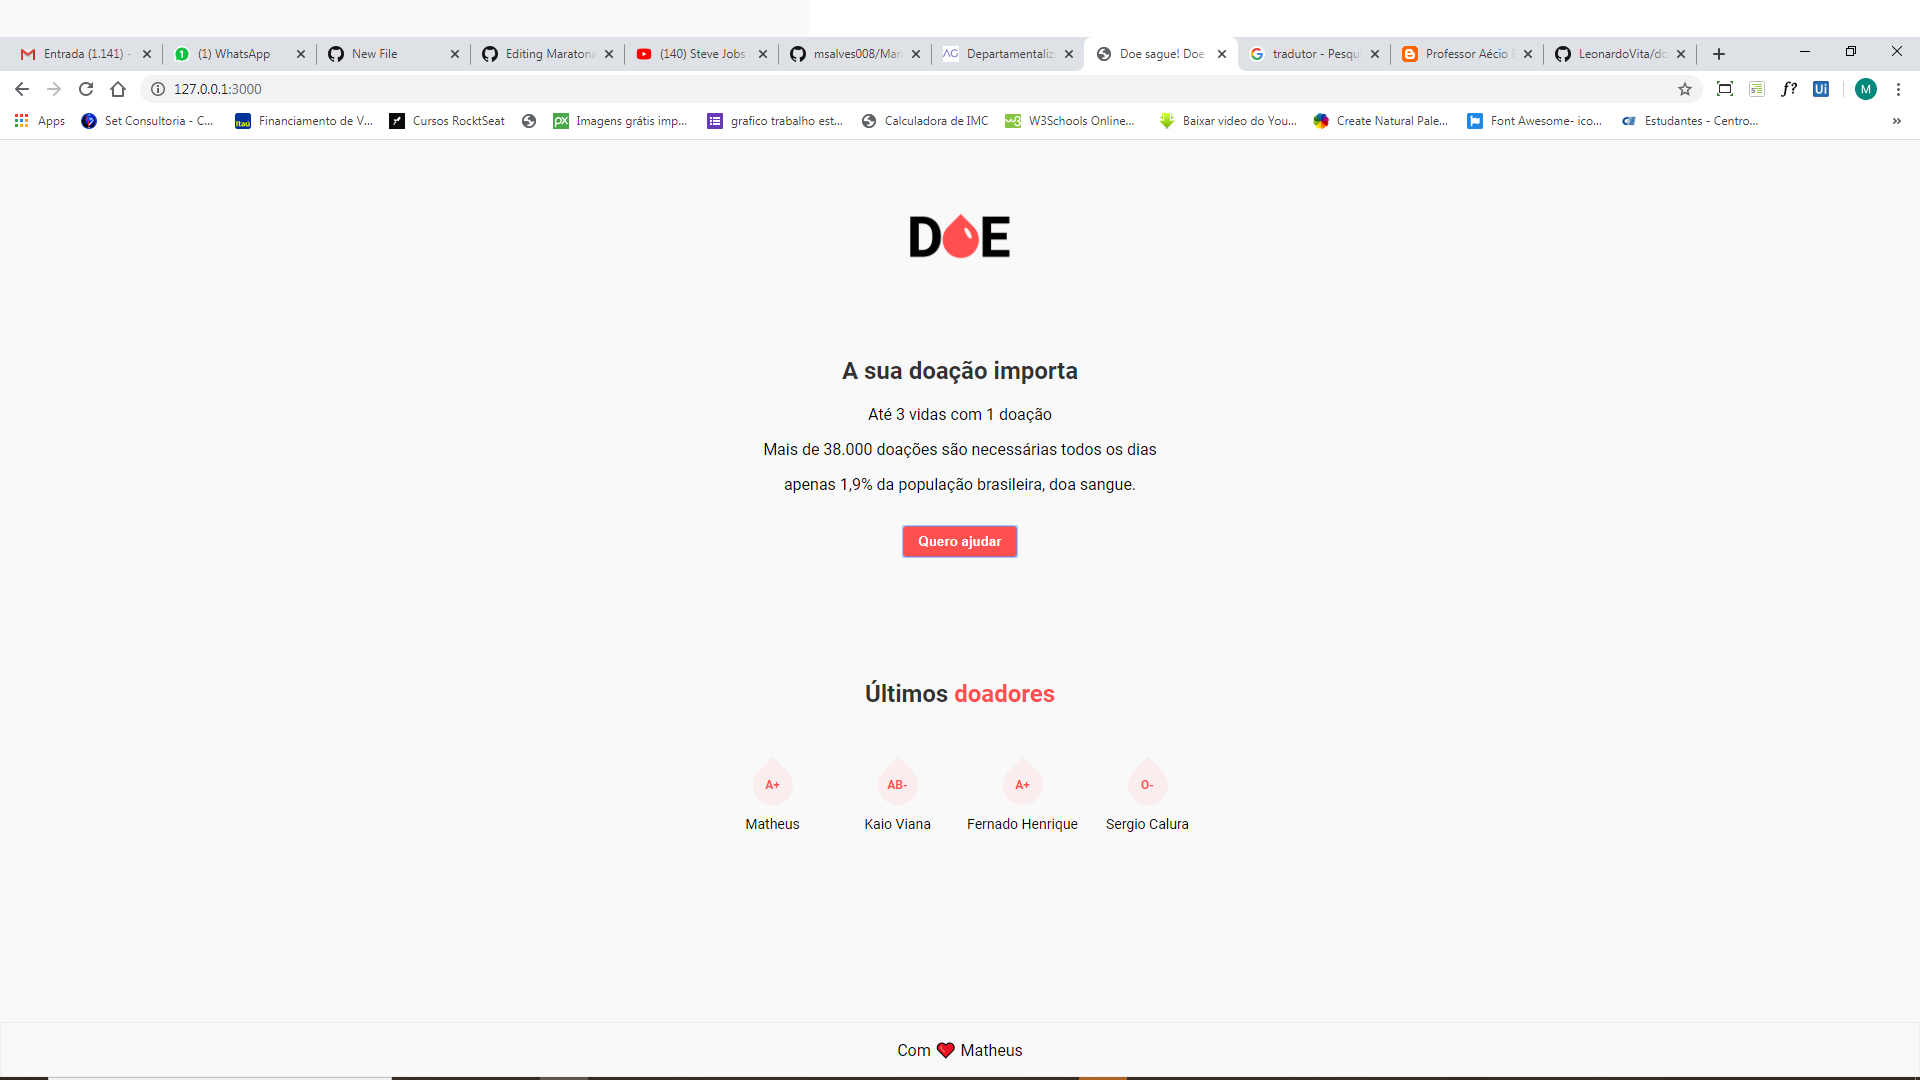 Entrada (1.141) -
(1) WhatsApp
New File
Editing Maratona
(140) Steve Jobs
msalves008/Mar
Departamentaliz
Doe sague! Doe
tradutor - Pesqui
Professor Aécio
LeonardoVita/do
127.0.0.1:3000
f?
Ui
M
Apps
Set Consultoria - C...
Itaú
Financiamento de V...
Cursos RocktSeat
px
Imagens grátis imp...
grafico trabalho est...
Calculadora de IMC
W3Schools Online...
Baixar video do You...
Create Natural Pale...
Font Awesome- ico...
Estudantes - Centro...
»
DOE
A sua doação importa
Até 3 vidas com 1 doação
Mais de 38.000 doações são necessárias todos os dias
apenas 1,9% da população brasileira, doa sangue.
Quero ajudar
Últimos doadores
A+ AB- A+ O-
Matheus Kaio Viana Fernado Henrique Sergio Calura
Com ❤ Matheus